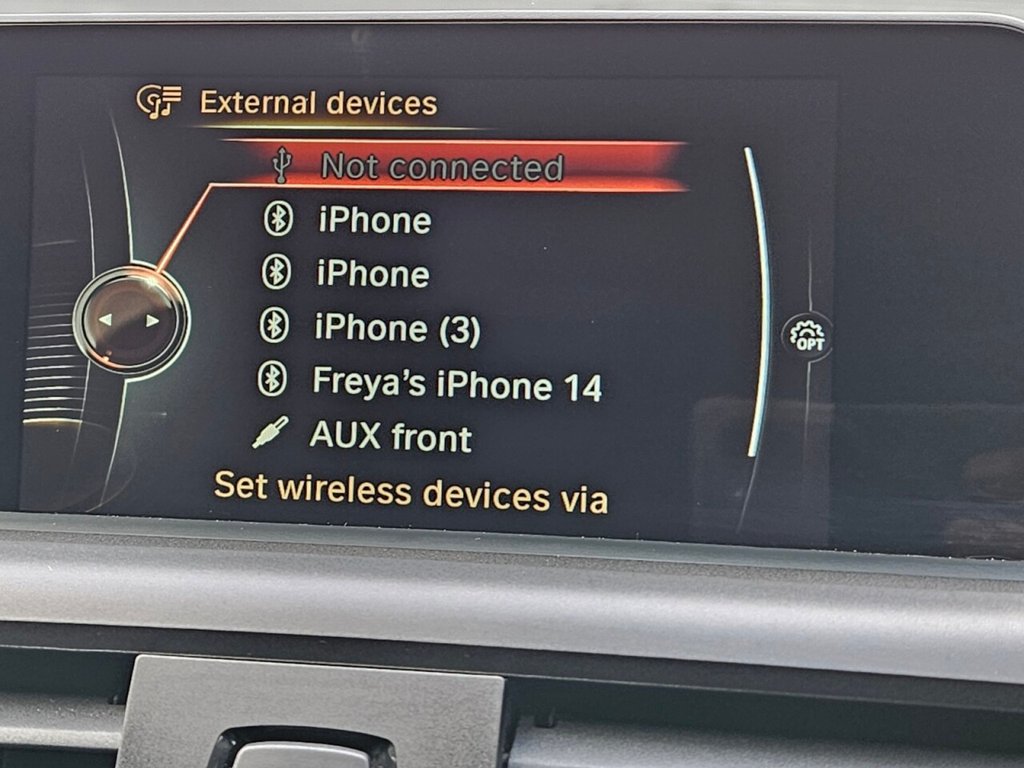 External devices
Not connected
iPhone
iPhone
iPhone (3)
Freya's iPhone 14
AUX front
Set wireless devices via
OPT